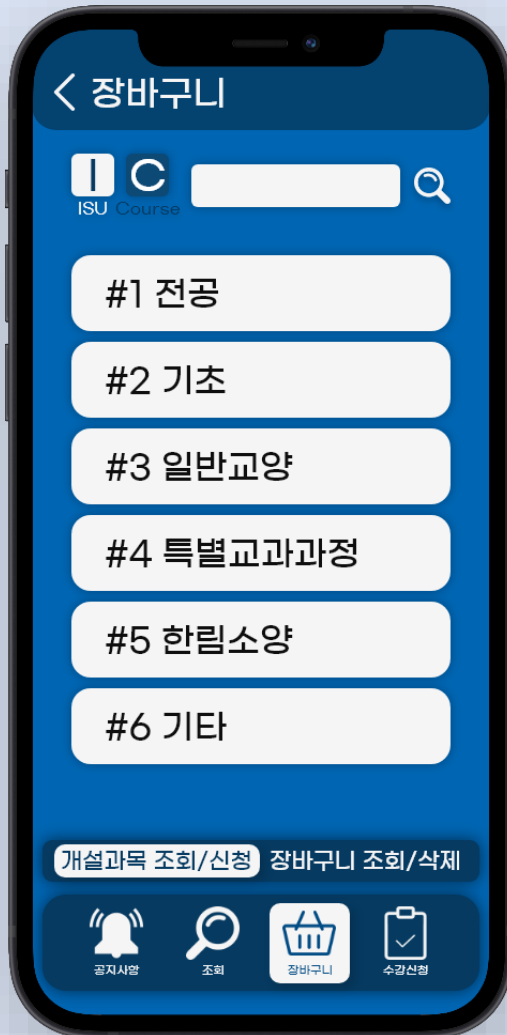 장바구니
I C
ISU Course
#1 전공
#2 기초
#3 일반교양
#4 특별교과과정
#5 한림소양
#6 기타
개설과목 조회/신청 장바구니 조회/삭제
공지사항 조회 장바구니 수강신청